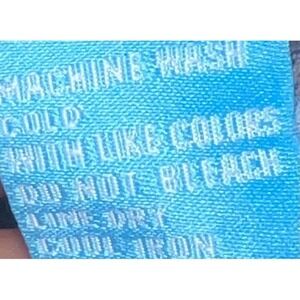 MACHINE WASH
COLD
WITH LIKE COLORS
DO NOT BLEACH
LINE DRY
COOL IRON